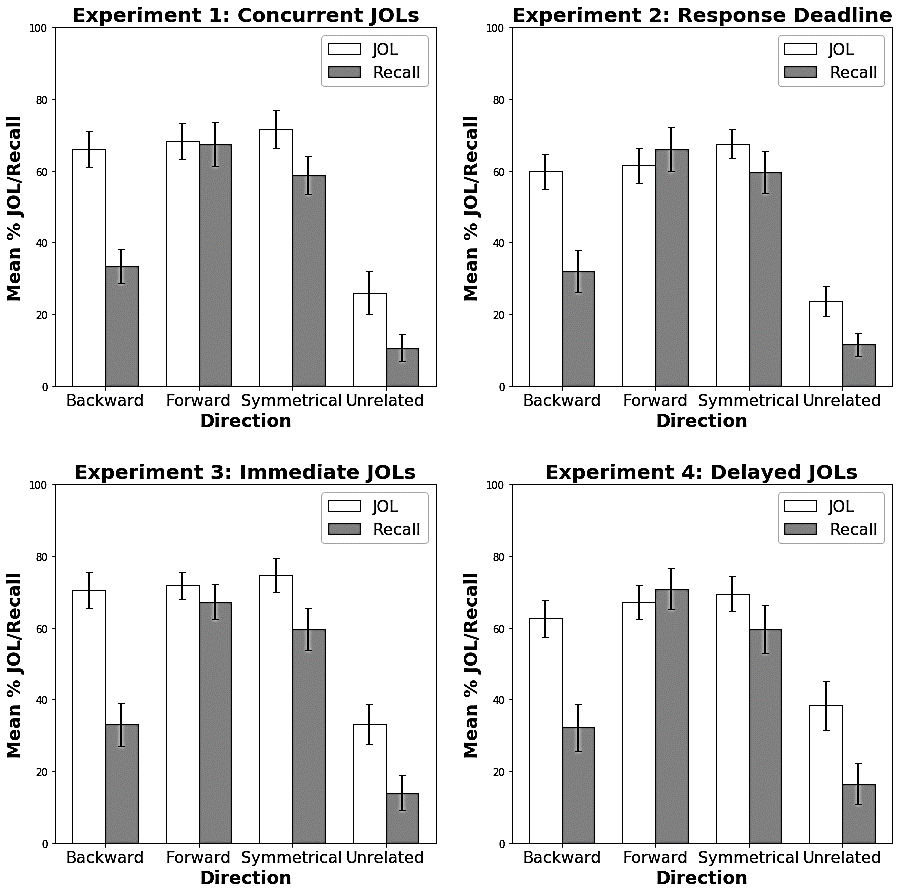 Experiment 1: Concurrent JOLs
100
80
60
40
20
0
Mean % JOL/Recall
JOL
Recall
Backward Forward Symmetrical Unrelated
Direction
Experiment 2: Response Deadline
100
80
60
40
20
0
Mean % JOL/Recall
JOL
Recall
Backward Forward Symmetrical Unrelated
Direction
Experiment 3: Immediate JOLs
100
80
60
40
20
0
Mean % JOL/Recall
JOL
Recall
Backward Forward Symmetrical Unrelated
Direction
Experiment 4: Delayed JOLs
100
80
60
40
20
0
Mean % JOL/Recall
JOL
Recall
Backward Forward Symmetrical Unrelated
Direction